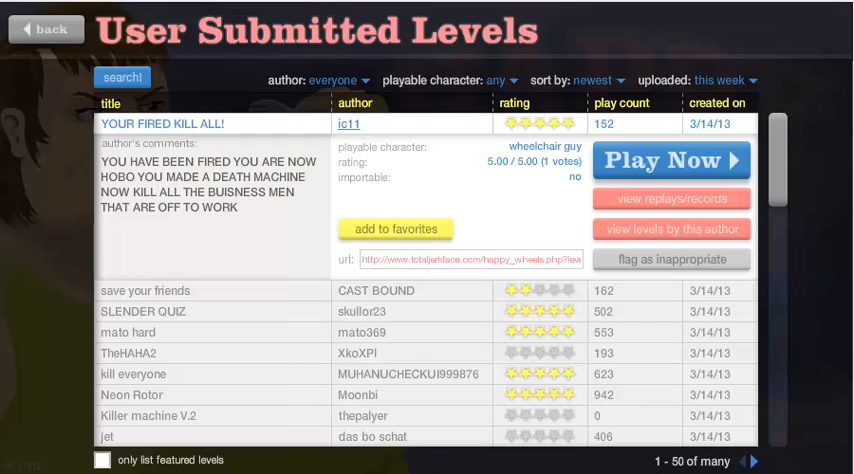 back
User Submitted Levels
search!
author: everyone playable character: any sort by: newest uploaded: this week
title author rating play count created on
YOUR FIRED KILL ALL! ic11 152 3/14/13
author's comments:
YOU HAVE BEEN FIRED YOU ARE NOW
HOBO YOU MADE A DEATH MACHINE
NOW KILL ALL THE BUISNESS MEN
THAT ARE OFF TO WORK
playable character: wheelchair guy
rating: 5.00 / 5.00 (1 votes)
importable: no
Play Now
view replays/records
add to favorites
view levels by this author
url: http://www.totaljerkface.com/happy_wheels.php?lev
flag as inappropriate
save your friends CAST BOUND 162 3/14/13
SLENDER QUIZ skullor23 502 3/14/13
mato hard mato369 553 3/14/13
TheHAHA2 XkoXPI 193 3/14/13
kill everyone MUHANUCHECKUI999876 623 3/14/13
Neon Rotor Moonbi 942 3/14/13
Killer machine V.2 thepalyer 0 3/14/13
jet das bo schat 406 3/14/13
only list featured levels
1 - 50 of many